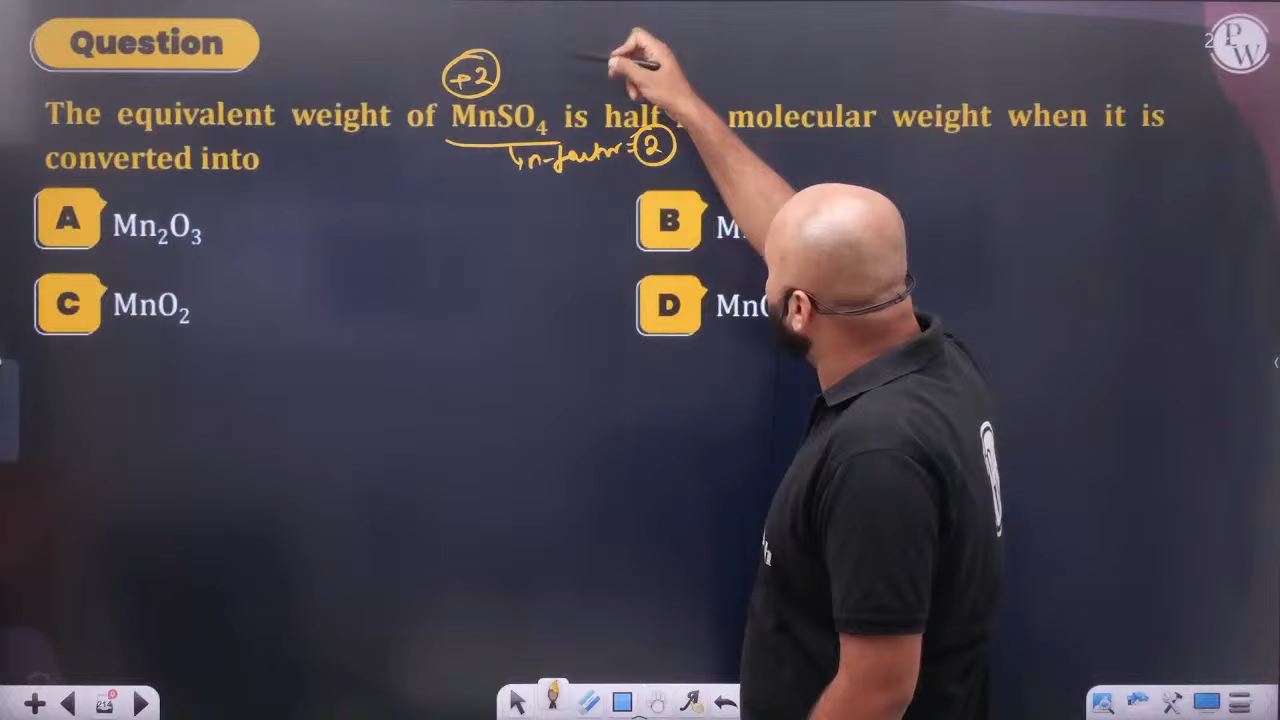 Question
P
W
+2
The equivalent weight of MnSO₄ is half molecular weight when it is
n-factor = 2
converted into
A Mn₂O₃
B
C MnO₂
D
214